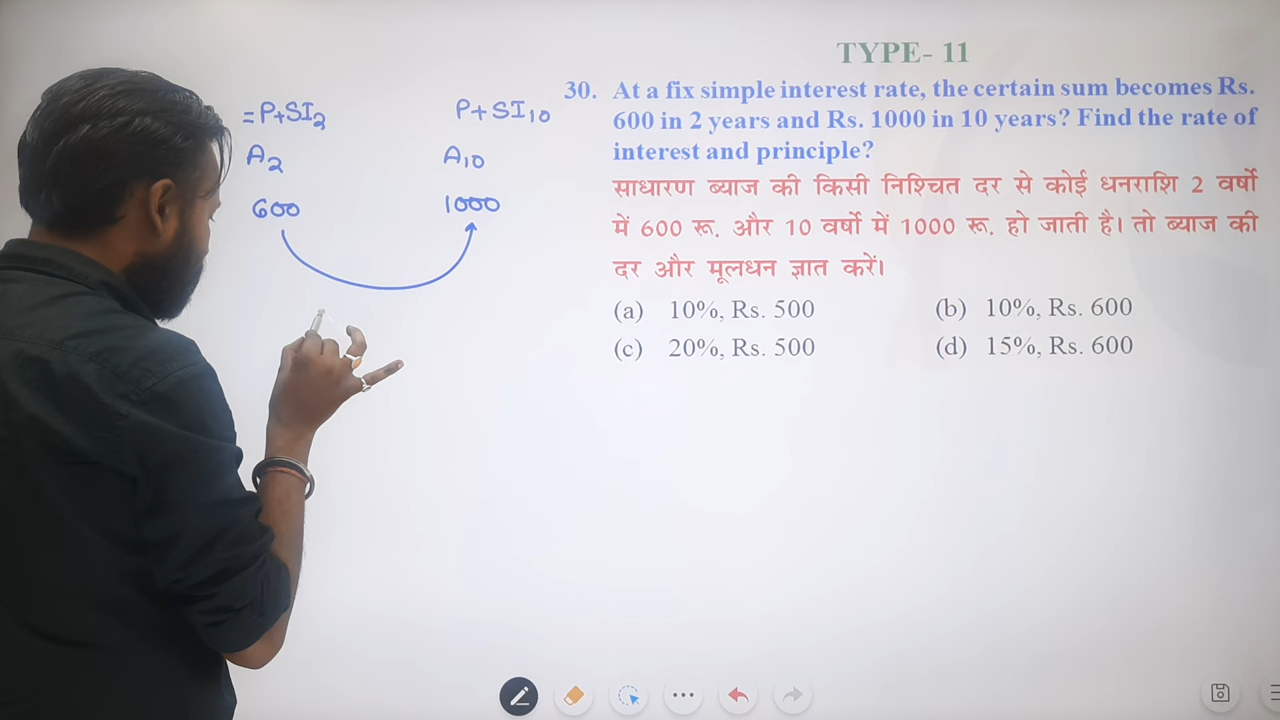 TYPE- 11
30. At a fix simple interest rate, the certain sum becomes Rs.
600 in 2 years and Rs. 1000 in 10 years? Find the rate of
interest and principle?
साधारण ब्याज की किसी निश्चित दर से कोई धनराशि 2 वर्षो
में 600 रू. और 10 वर्षो में 1000 रू. हो जाती है। तो ब्याज की
दर और मूलधन ज्ञात करें।
(a) 10%, Rs. 500 (b) 10%, Rs. 600
(c) 20%, Rs. 500 (d) 15%, Rs. 600
=P+SI2 P+SI10
A2 A10
600 1000